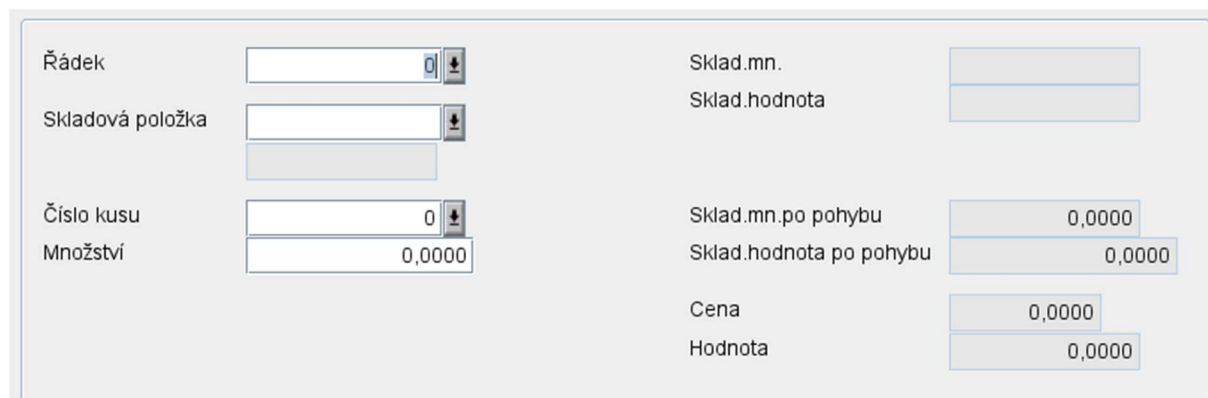 Řádek 0 Sklad.mn.
Sklad.hodnota
Skladová položka
Číslo kusu 0 Sklad.mn.po pohybu 0,0000
Množství 0,0000 Sklad.hodnota po pohybu 0,0000
Cena 0,0000
Hodnota 0,0000